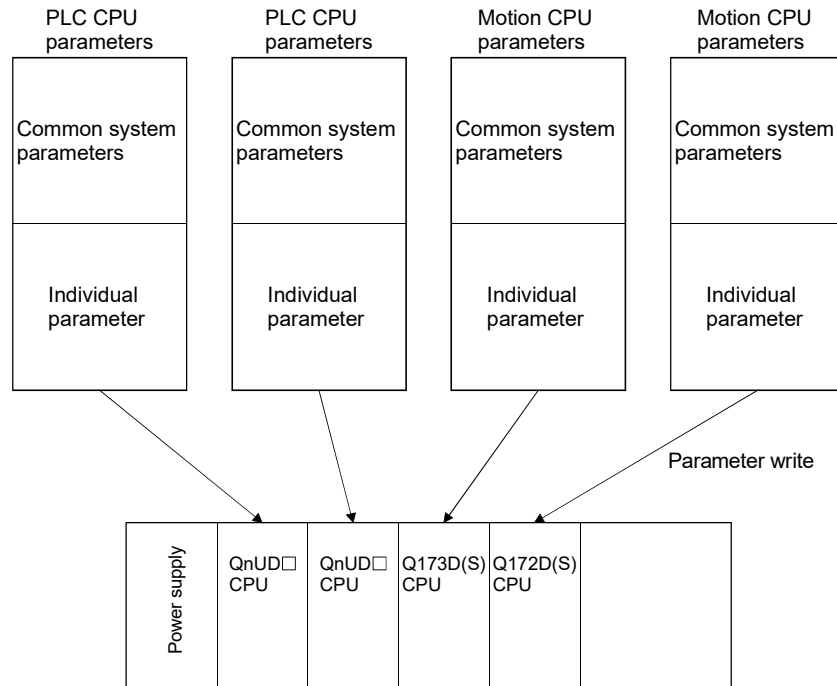 PLC CPU
parameters
PLC CPU
parameters
Motion CPU
parameters
Motion CPU
parameters
Common system
parameters
Common system
parameters
Common system
parameters
Common system
parameters
Individual
parameter
Individual
parameter
Individual
parameter
Individual
parameter
Parameter write
Power supply
QnUD□
CPU
QnUD□
CPU
Q173D(S)
CPU
Q172D(S)
CPU